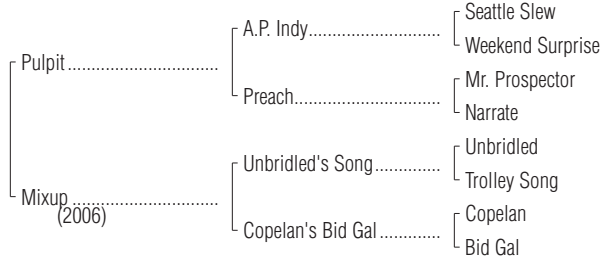 Seattle Slew
A.P. Indy
Weekend Surprise
Pulpit
Mr. Prospector
Preach
Narrate
Unbridled
Unbridled's Song
Trolley Song
Mixup
(2006)
Copelan
Copelan's Bid Gal
Bid Gal